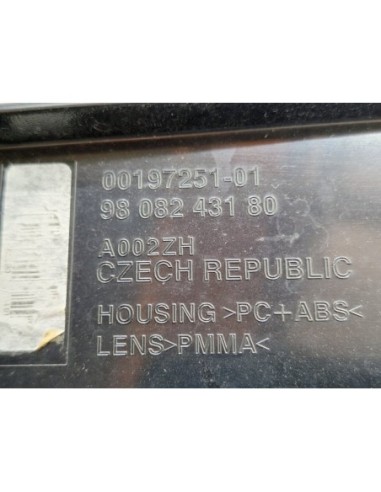 00197251-01
98 082 431 80
A002ZH
CZECH REPUBLIC
HOUSING >PC+ABS<
LENS>PMMA<